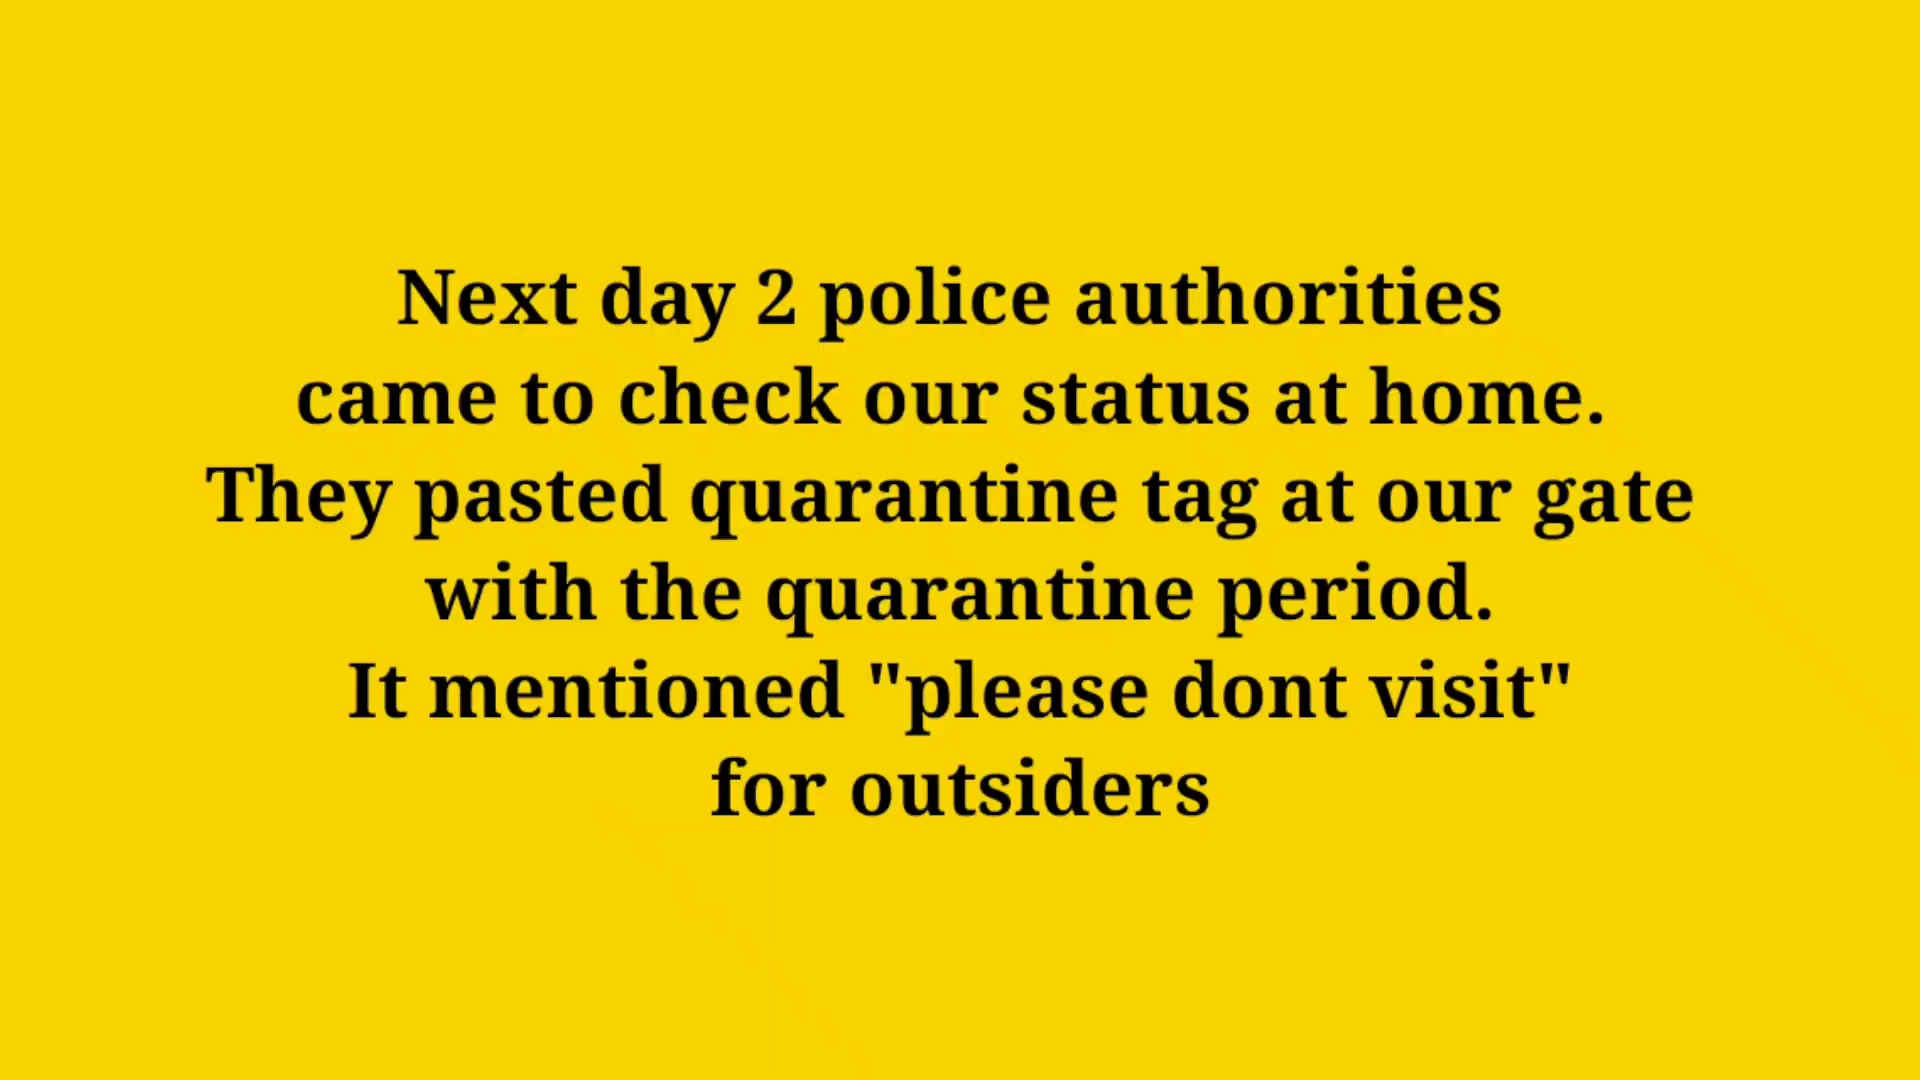 Next day 2 police authorities
came to check our status at home.
They pasted quarantine tag at our gate
with the quarantine period.
It mentioned "please dont visit"
for outsiders